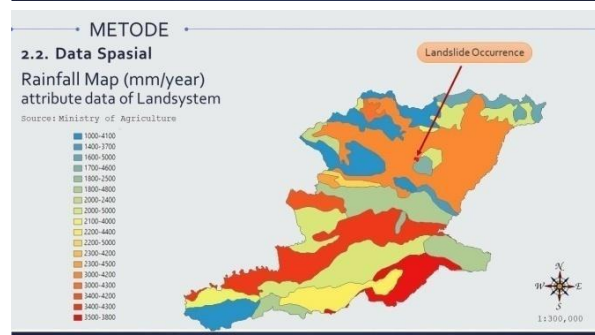 METODE
2.2. Data Spasial
Rainfall Map (mm/year)
attribute data of Landsystem
Source: Ministry of Agriculture
Landslide Occurrence
1000-4100
1400-3700
1600-5000
1700-4600
1800-2500
1800-4800
2000-2400
2000-5000
2100-4000
2200-4400
2200-5000
2300-4200
2300-4500
3000-4200
3000-4300
3400-4200
3400-4300
3500-3800
N
W E
S
1:300,000